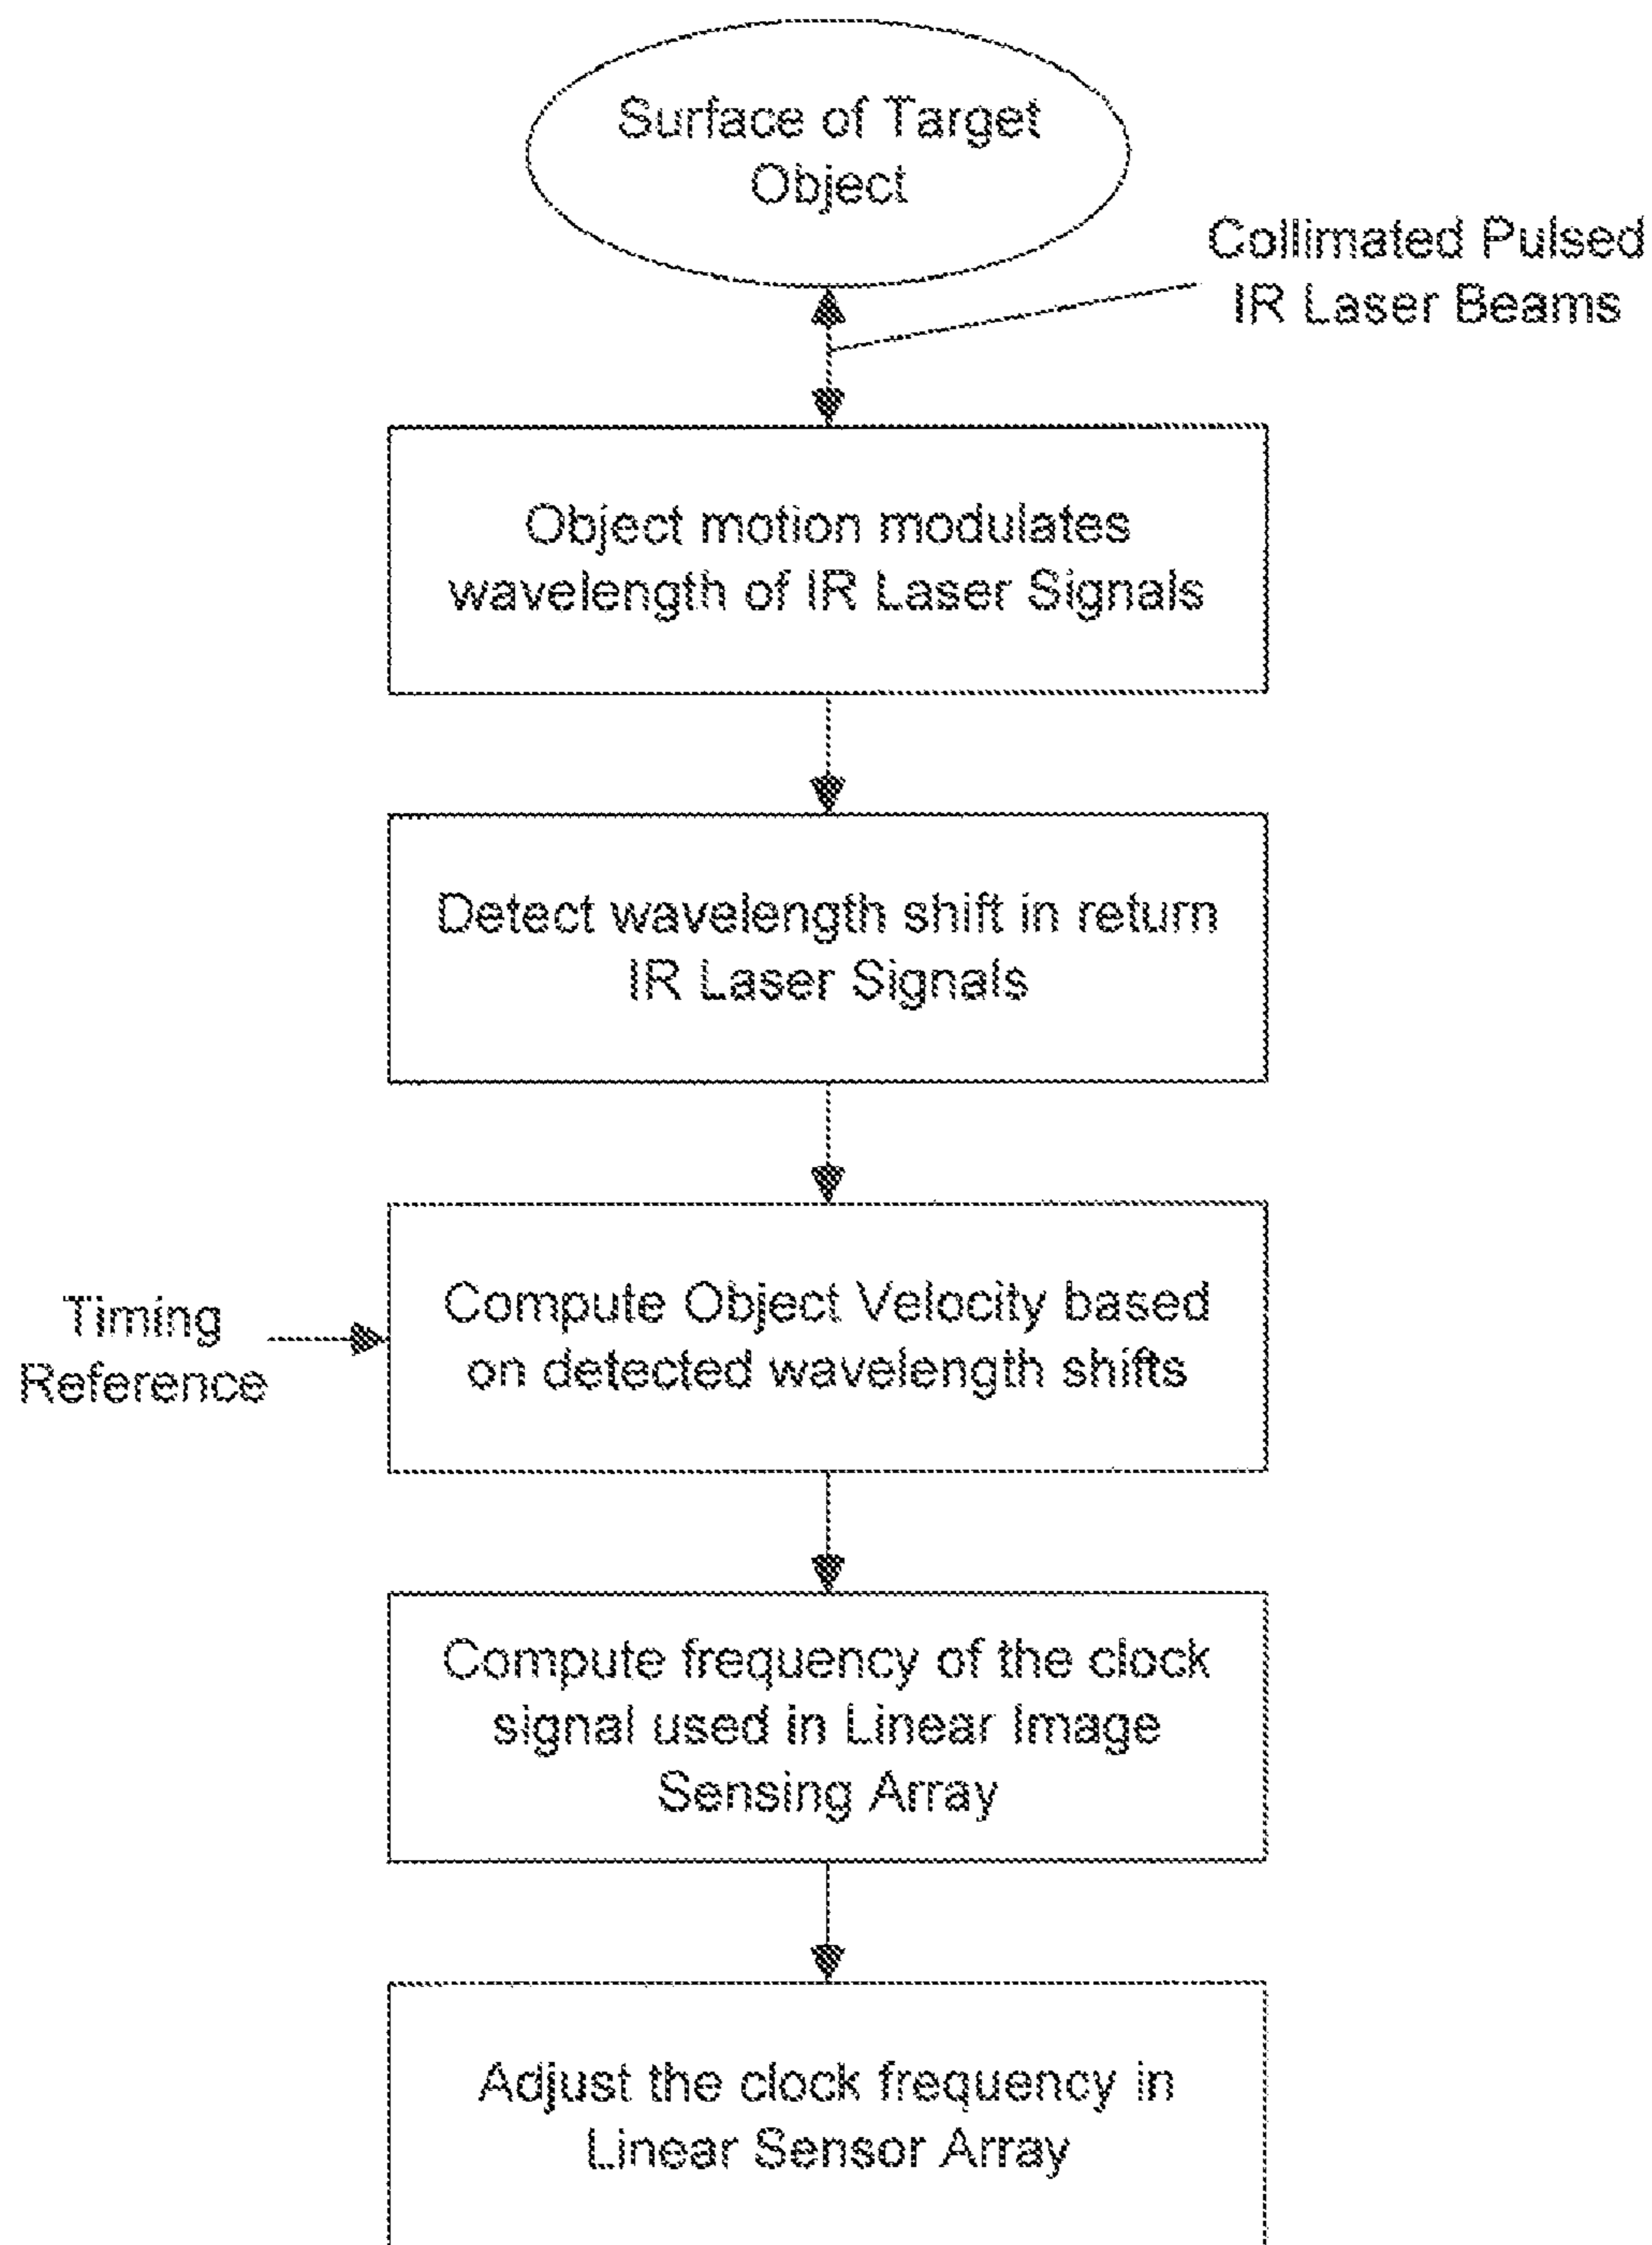 Surface of Target
Object
Collimated Pulsed
IR Laser Beams
Object motion modulates
wavelength of IR Laser Signals
Detect wavelength shift in return
IR Laser Signals
Timing
Reference
Compute Object Velocity based
on detected wavelength shifts
Compute frequency of the clock
signal used in Linear Image
Sensing Array
Adjust the clock frequency in
Linear Sensor Array